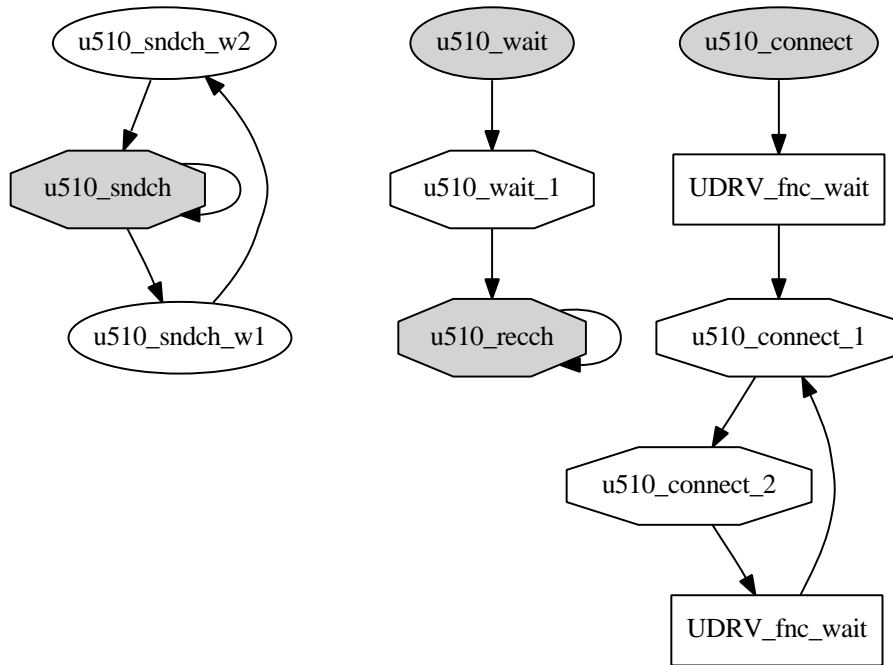 u510_sndch_w2
u510_wait
u510_connect
u510_sndch
u510_wait_1
UDRV_fnc_wait
u510_sndch_w1
u510_recch
u510_connect_1
u510_connect_2
UDRV_fnc_wait